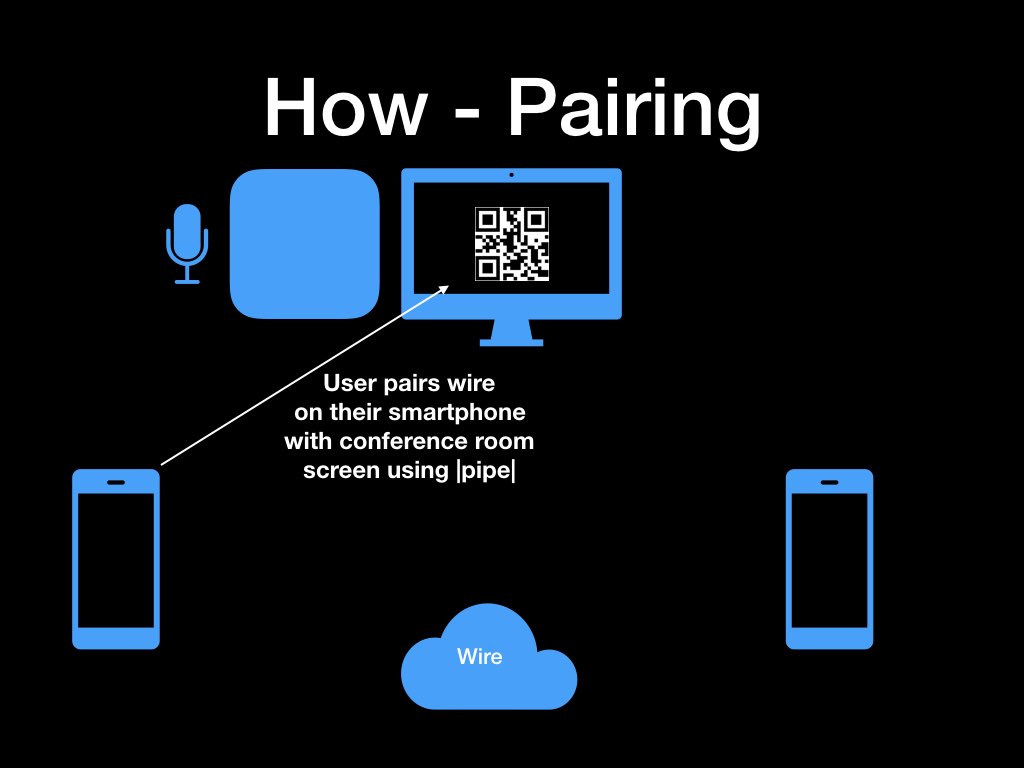 How - Pairing
User pairs wire
on their smartphone
with conference room
screen using |pipe|
Wire